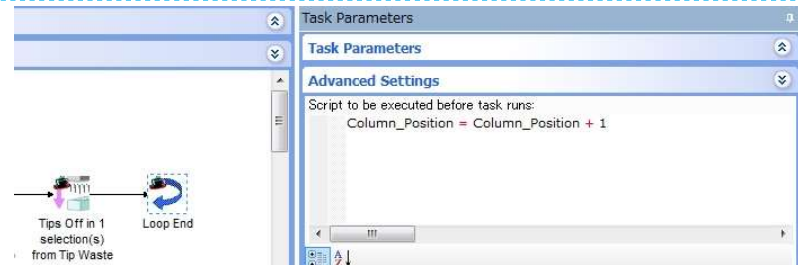 Task Parameters
Task Parameters
Advanced Settings
Script to be executed before task runs:
Column_Position = Column_Position + 1
Tips Off in 1
selection(s)
from Tip Waste
Loop End